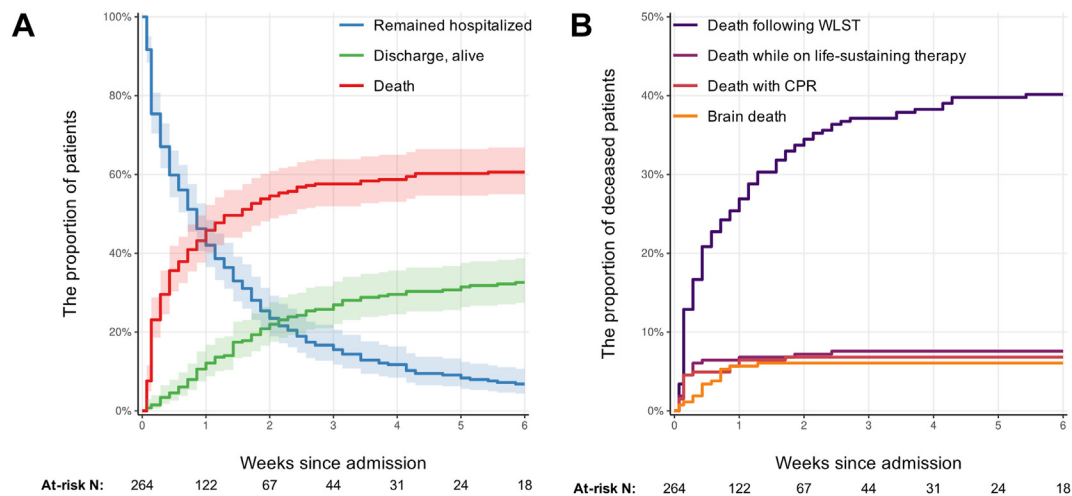 A
The proportion of patients
100%
80%
60%
40%
20%
0%
Remained hospitalized
Discharge, alive
Death
0 1 2 3 4 5 6
Weeks since admission
At-risk N: 264 122 67 44 31 24 18
B
The proportion of deceased patients
50%
40%
30%
20%
10%
0%
Death following WLST
Death while on life-sustaining therapy
Death with CPR
Brain death
0 1 2 3 4 5 6
Weeks since admission
At-risk N: 264 122 67 44 31 24 18